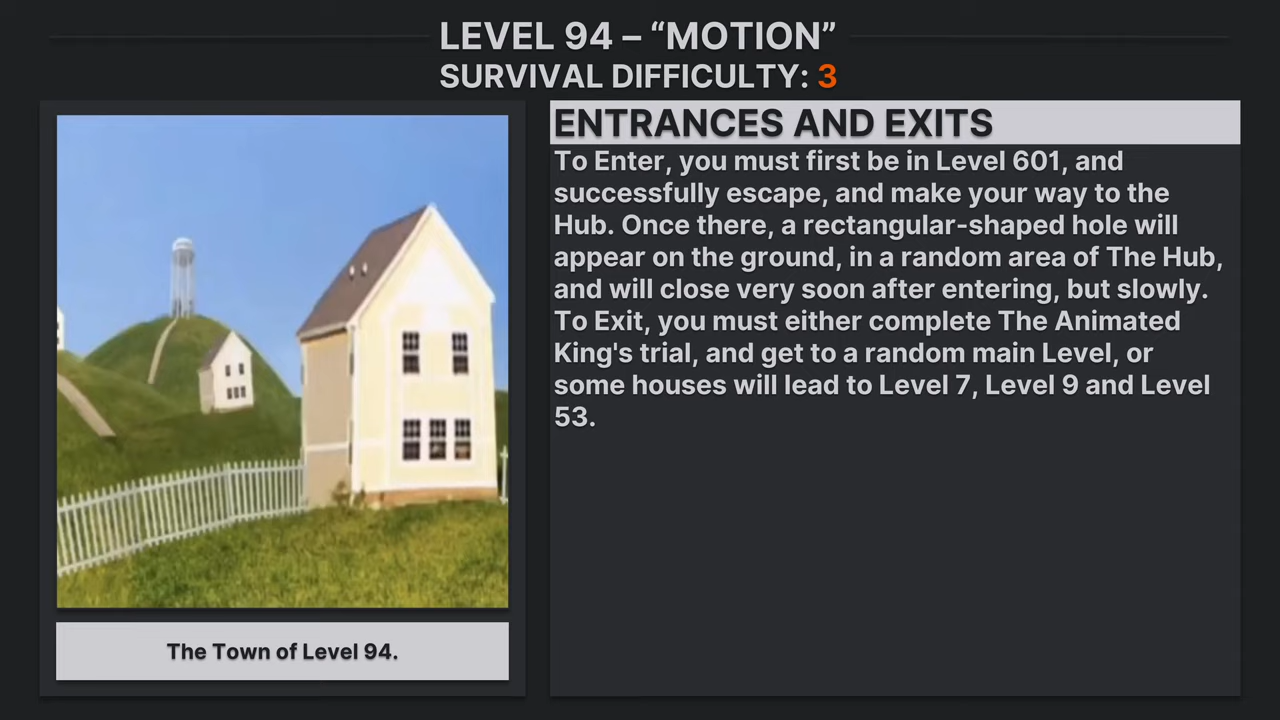 LEVEL 94 – “MOTION”
SURVIVAL DIFFICULTY: 3
ENTRANCES AND EXITS
To Enter, you must first be in Level 601, and
successfully escape, and make your way to the
Hub. Once there, a rectangular-shaped hole will
appear on the ground, in a random area of The Hub,
and will close very soon after entering, but slowly.
To Exit, you must either complete The Animated
King's trial, and get to a random main Level, or
some houses will lead to Level 7, Level 9 and Level
53.
The Town of Level 94.